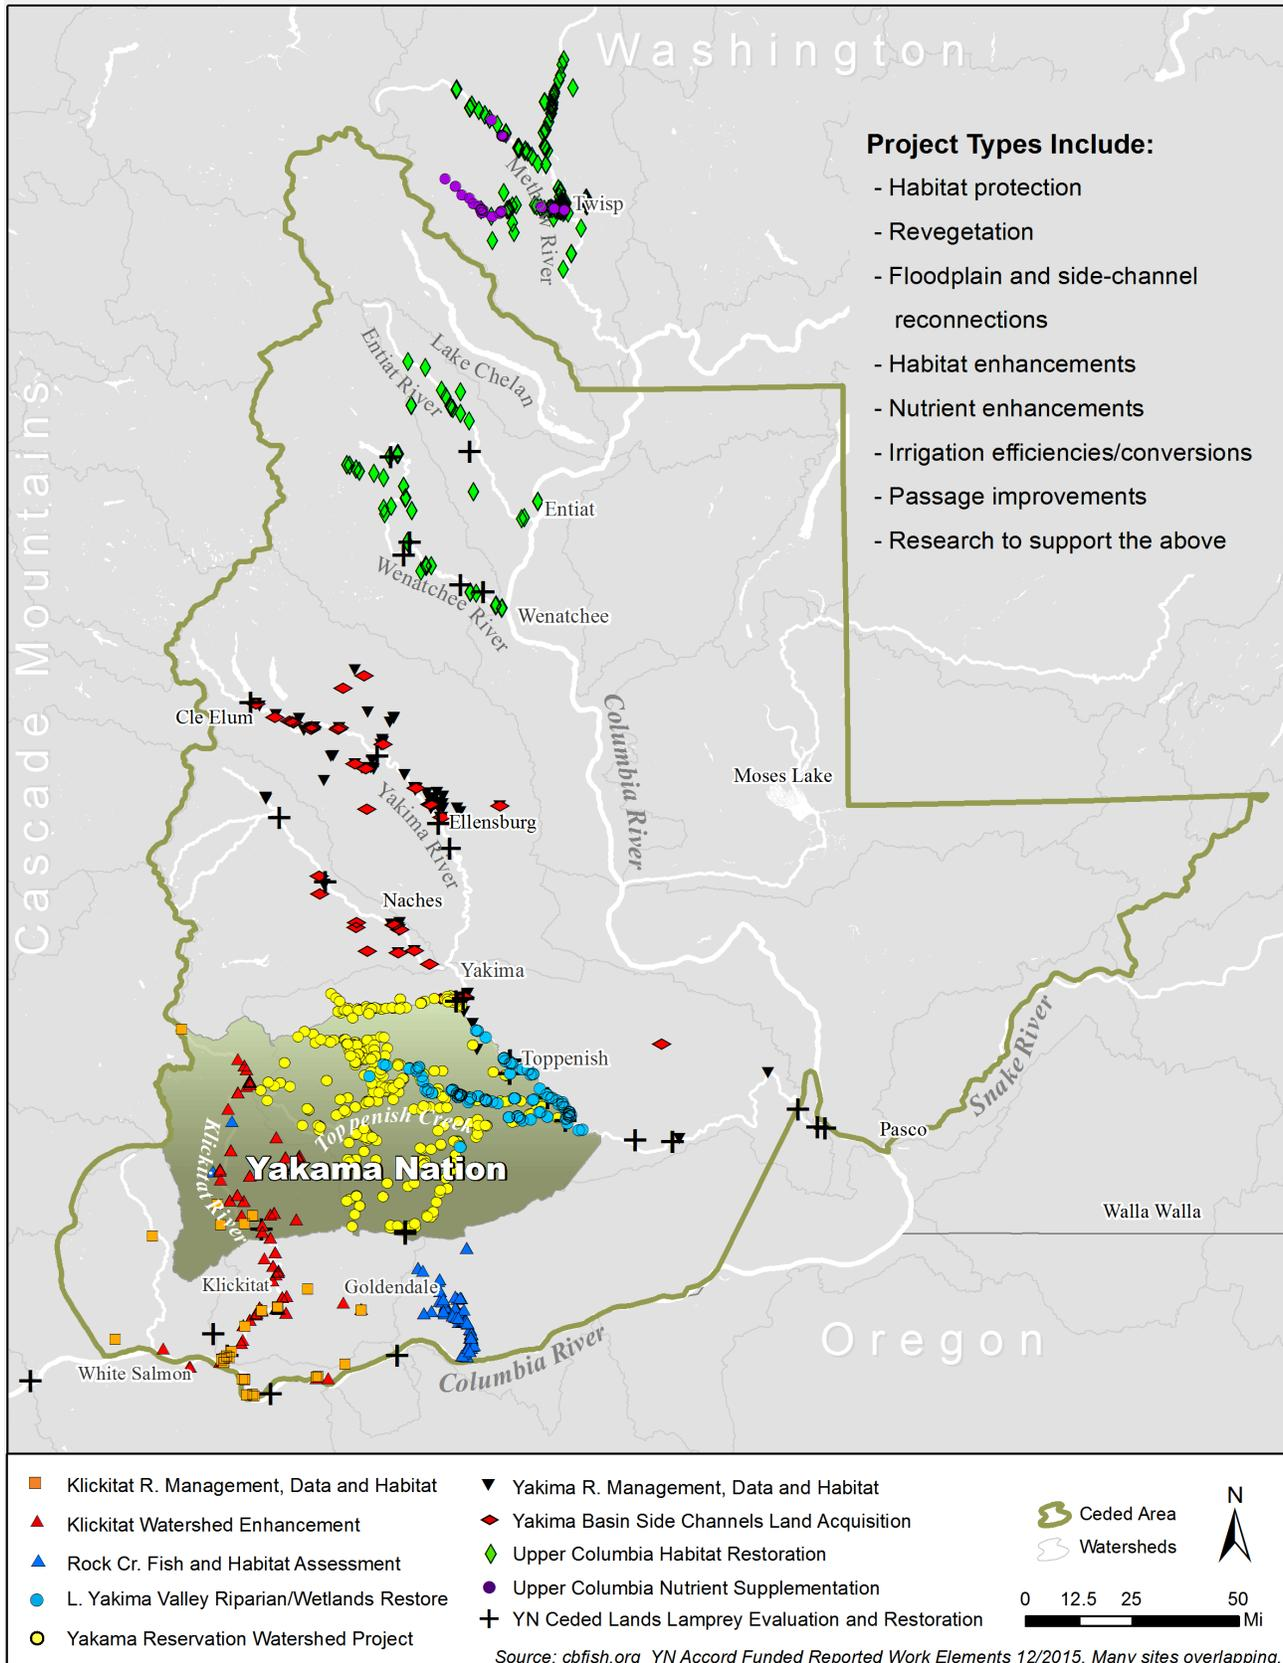 Washington
Project Types Include:
- Habitat protection
- Revegetation
- Floodplain and side-channel
reconnections
- Habitat enhancements
- Nutrient enhancements
- Irrigation efficiencies/conversions
- Passage improvements
- Research to support the above
Methow River
Twisp
Entiat River
Lake Chelan
Entiat
Wenatchee River
Wenatchee
Cascade Mountains
Cle Elum
Columbia River
Moses Lake
Yakima River
Ellensburg
Naches
Yakima
Toppenish
Toppenish Creek
Snake River
Pasco
Klickitat River
Yakama Nation
Walla Walla
Klickitat
Goldendale
Oregon
White Salmon
Columbia River
Klickitat R. Management, Data and Habitat
Klickitat Watershed Enhancement
Rock Cr. Fish and Habitat Assessment
L. Yakima Valley Riparian/Wetlands Restore
Yakama Reservation Watershed Project
Yakima R. Management, Data and Habitat
Yakima Basin Side Channels Land Acquisition
Upper Columbia Habitat Restoration
Upper Columbia Nutrient Supplementation
YN Ceded Lands Lamprey Evaluation and Restoration
Ceded Area
Watersheds
N
0 12.5 25 50
Mi
Source: cbfish.org YN Accord Funded Reported Work Elements 12/2015. Many sites overlapping.